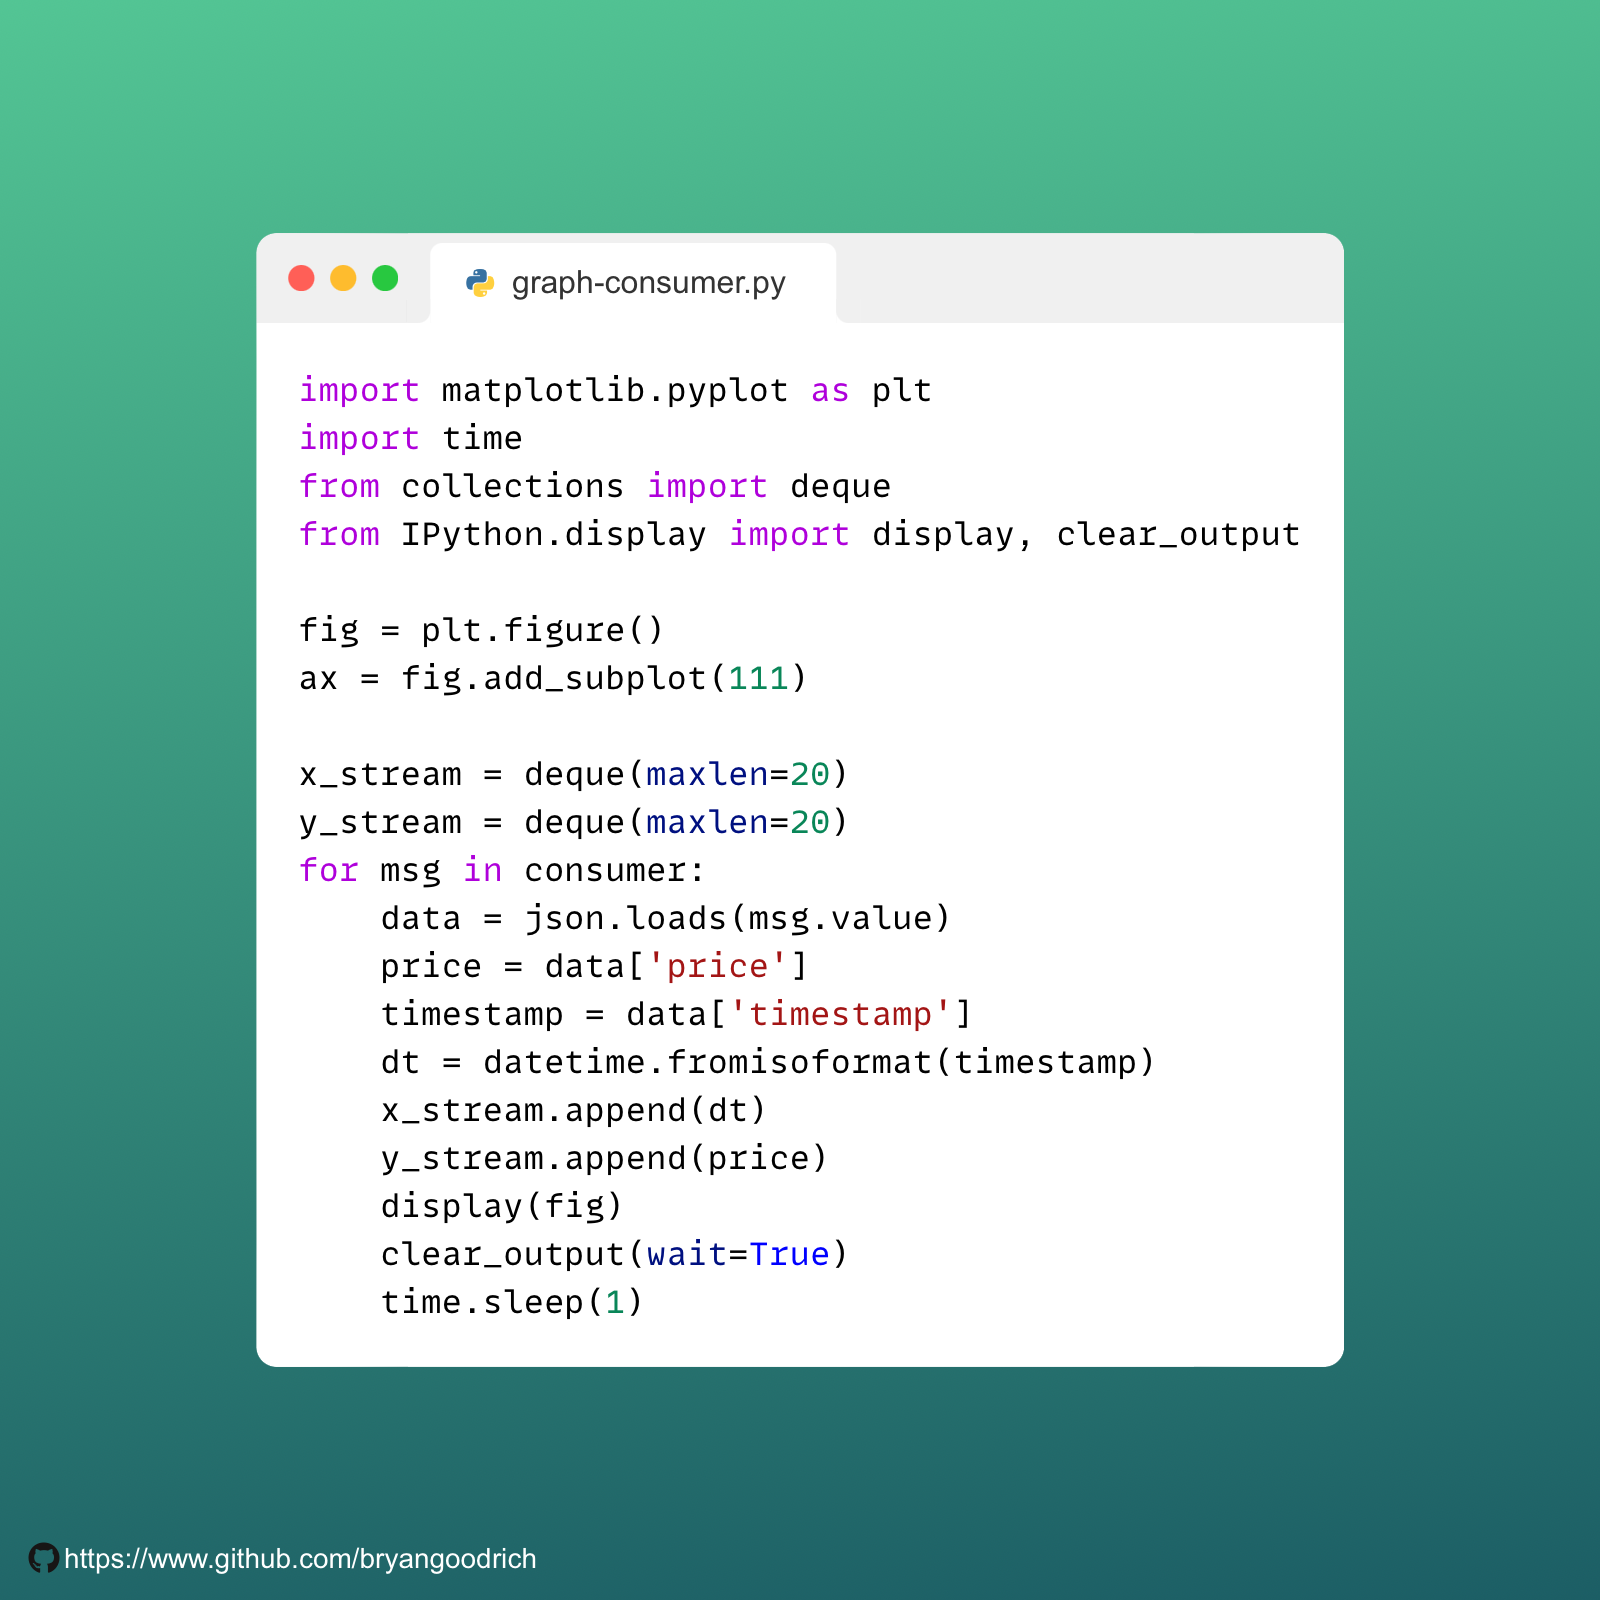 graph-consumer.py
import matplotlib.pyplot as plt
import time
from collections import deque
from IPython.display import display, clear_output

fig = plt.figure()
ax = fig.add_subplot(111)

x_stream = deque(maxlen=20)
y_stream = deque(maxlen=20)
for msg in consumer:
    data = json.loads(msg.value)
    price = data['price']
    timestamp = data['timestamp']
    dt = datetime.fromisoformat(timestamp)
    x_stream.append(dt)
    y_stream.append(price)
    display(fig)
    clear_output(wait=True)
    time.sleep(1)
https://www.github.com/bryangoodrich